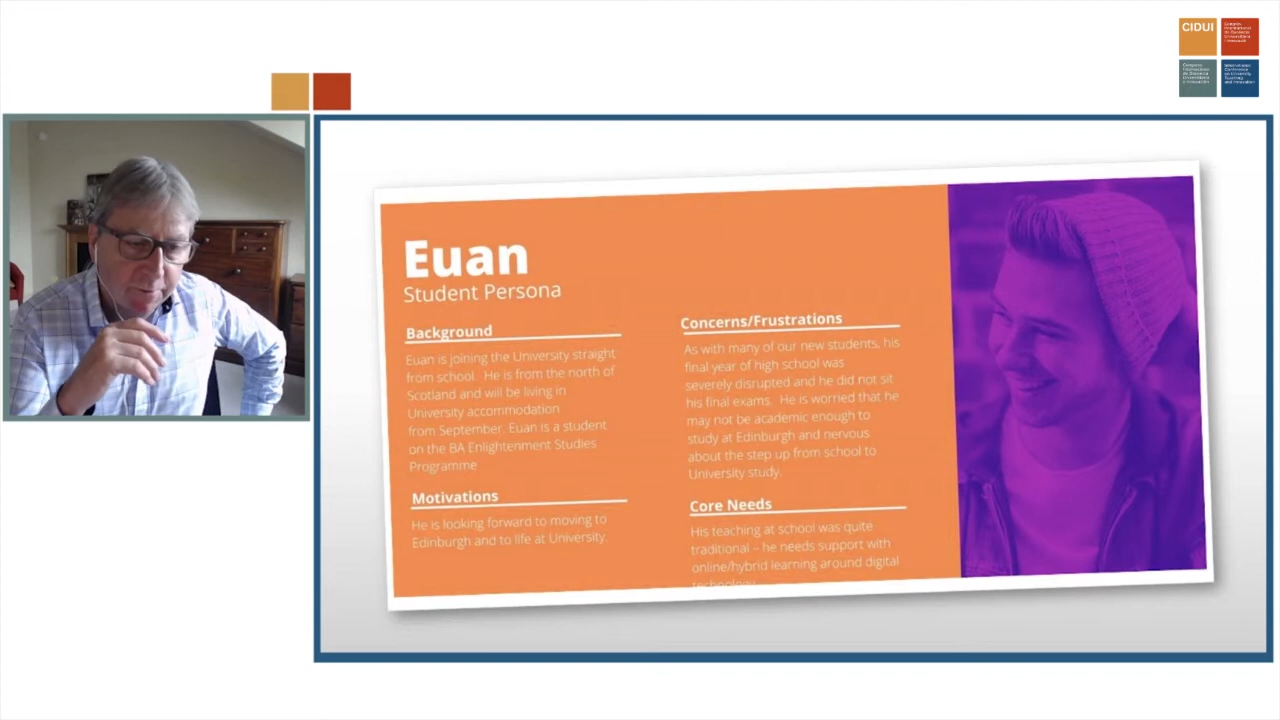 CIDUI
Euan
Student Persona
Background
Euan is joining the University straight
from school. He is from the north of
Scotland and will be living in
University accommodation
from September. Euan is a student
on the BA Enlightenment Studies
Programme
Motivations
He is looking forward to moving to
Edinburgh and to life at University.
Concerns/Frustrations
As with many of our new students, his
final year of high school was
severely disrupted and he did not sit
his final exams. He is worried that he
may not be academic enough to
study at Edinburgh and nervous
about the step up from school to
University study.
Core Needs
His teaching at school was quite
traditional – he needs support with
online/hybrid learning around digital
technology